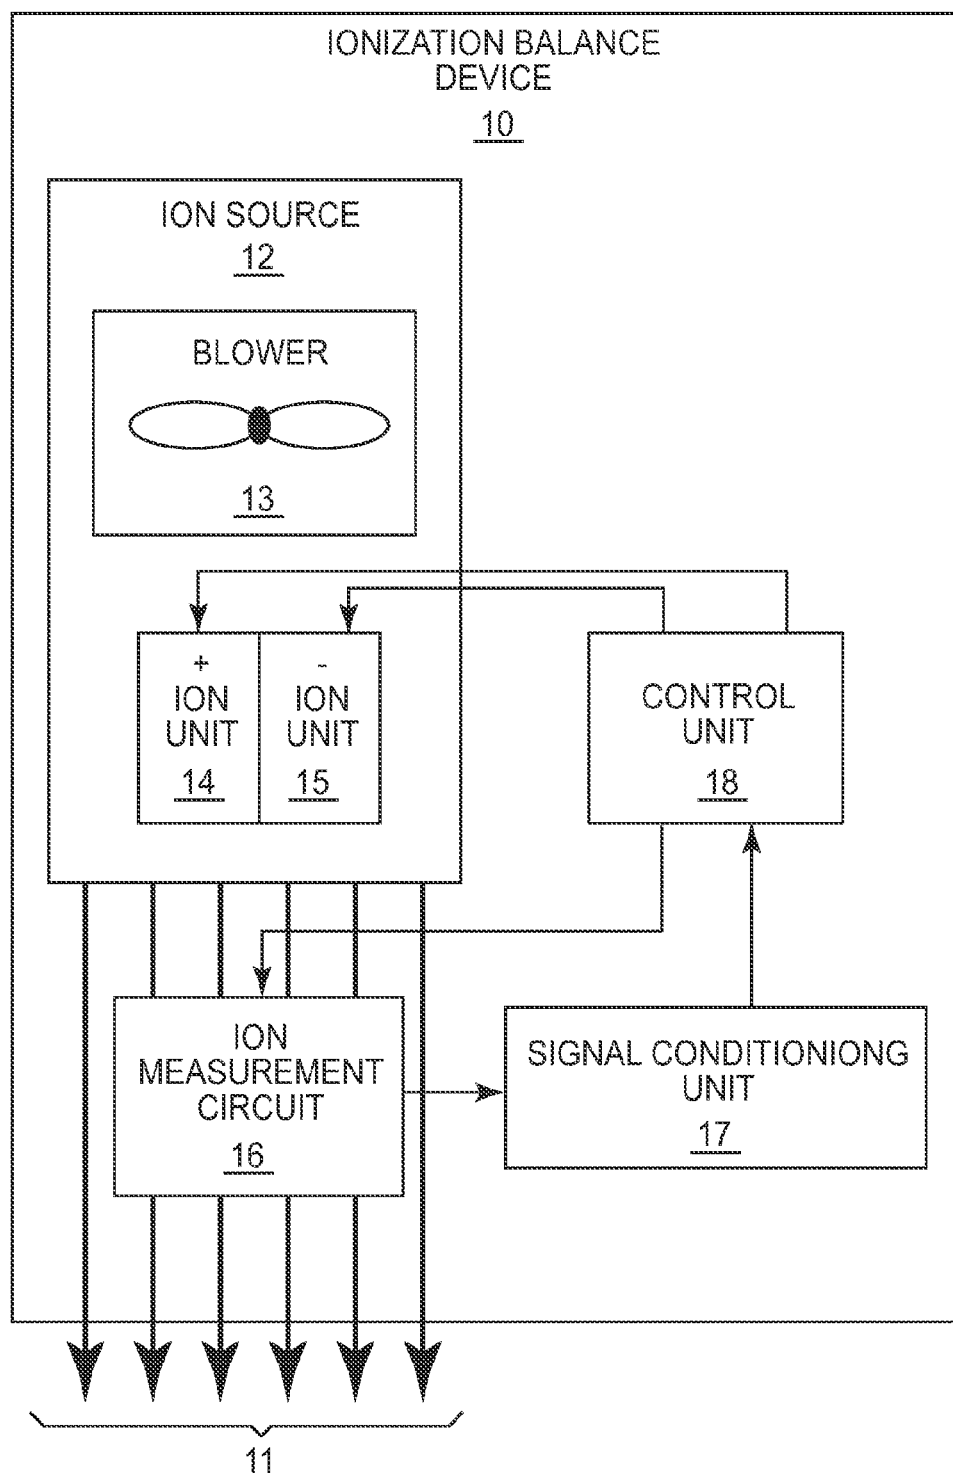 IONIZATION BALANCE
DEVICE
10
ION SOURCE
12
BLOWER
13
+
ION
UNIT
14
-
ION
UNIT
15
CONTROL
UNIT
18
ION
MEASUREMENT
CIRCUIT
16
SIGNAL CONDITIONIONG
UNIT
17
11